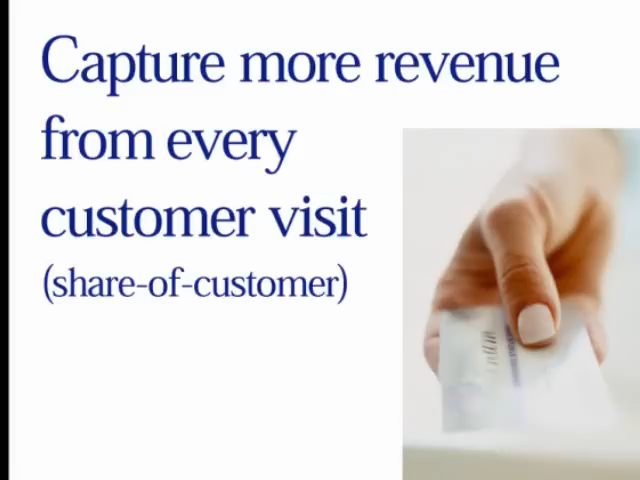 Capture more revenue
from every
customer visit
(share-of-customer)